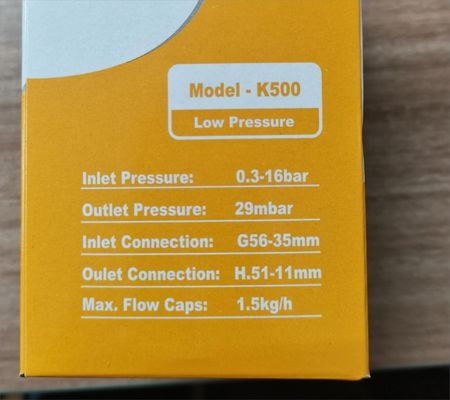 Model - K500
Low Pressure
Inlet Pressure: 0.3-16bar
Outlet Pressure: 29mbar
Inlet Connection: G56-35mm
Oulet Connection: H.51-11mm
Max. Flow Caps: 1.5kg/h